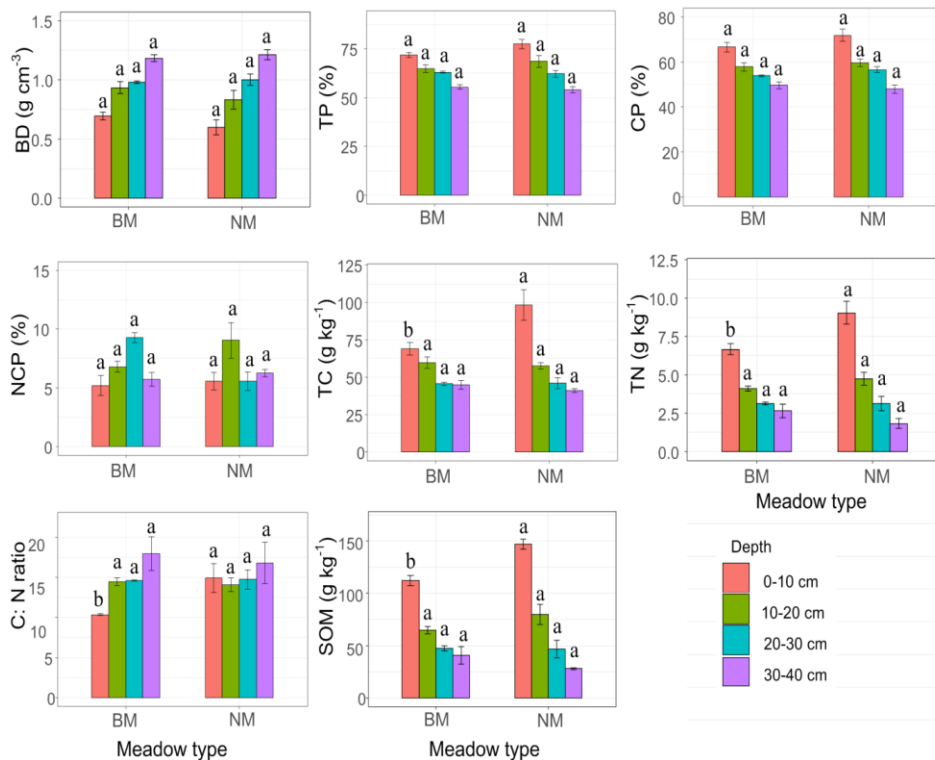 BD (g cm⁻³)
1.5
1.0
0.5
0.0
a a a a
a a a a
BM NM
TP (%)
75
50
25
0
a a a a
a a a a
BM NM
CP (%)
80
60
40
20
0
a a a a
a a a a
BM NM
NCP (%)
15
10
5
0
a a a a
a a a a
BM NM
TC (g kg⁻¹)
125
100
75
50
25
0
b a a a
a a a a
BM NM
TN (g kg⁻¹)
12.5
10.0
7.5
5.0
2.5
0.0
b a a a
a a a a
BM NM
Meadow type
C: N ratio
20
15
10
5
0
b a a a
a a a a
BM NM
Meadow type
SOM (g kg⁻¹)
150
100
50
0
b a a a
a a a a
BM NM
Meadow type
Depth
0-10 cm
10-20 cm
20-30 cm
30-40 cm